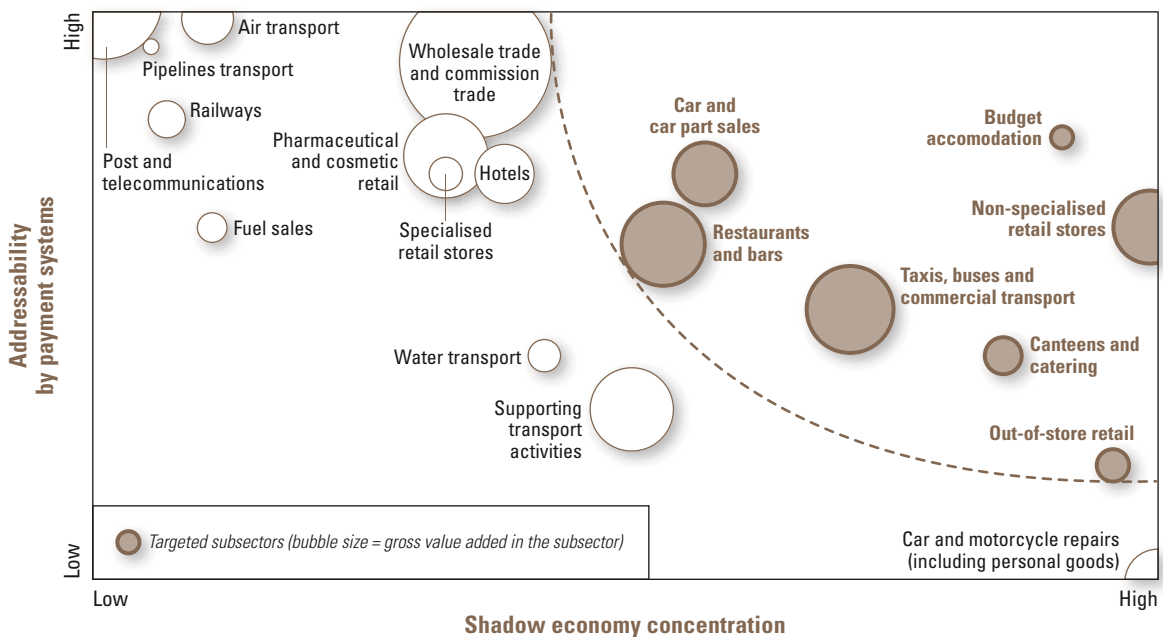 High
Addressability
by payment systems
Low
Air transport
Pipelines transport
Railways
Post and
telecommunications
Fuel sales
Wholesale trade
and commission
trade
Pharmaceutical
and cosmetic
retail
Hotels
Specialised
retail stores
Water transport
Supporting
transport
activities
Car and
car part sales
Restaurants
and bars
Budget
accomodation
Non-specialised
retail stores
Taxis, buses and
commercial transport
Canteens and
catering
Out-of-store retail
Car and motorcycle repairs
(including personal goods)
Targeted subsectors (bubble size = gross value added in the subsector)
Low
High
Shadow economy concentration